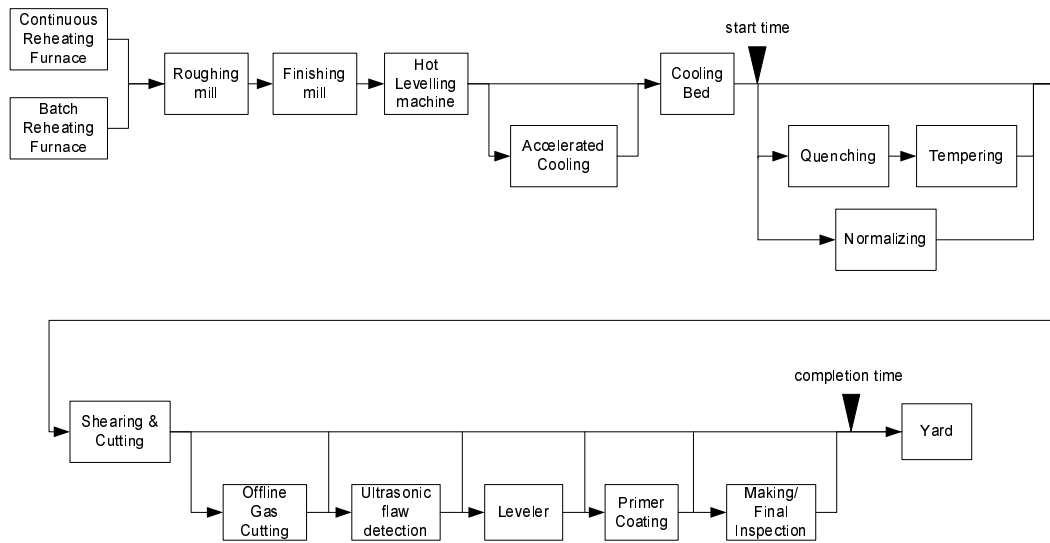 Continuous
Reheating
Furnace
Batch
Reheating
Furnace
Roughing
mill
Finishing
mill
Hot
Levelling
machine
Accelerated
Cooling
Cooling
Bed
start time
Quenching
Tempering
Normalizing
Shearing &
Cutting
Offline
Gas
Cutting
Ultrasonic
flaw
detection
Leveler
Primer
Coating
Making/
Final
Inspection
completion time
Yard